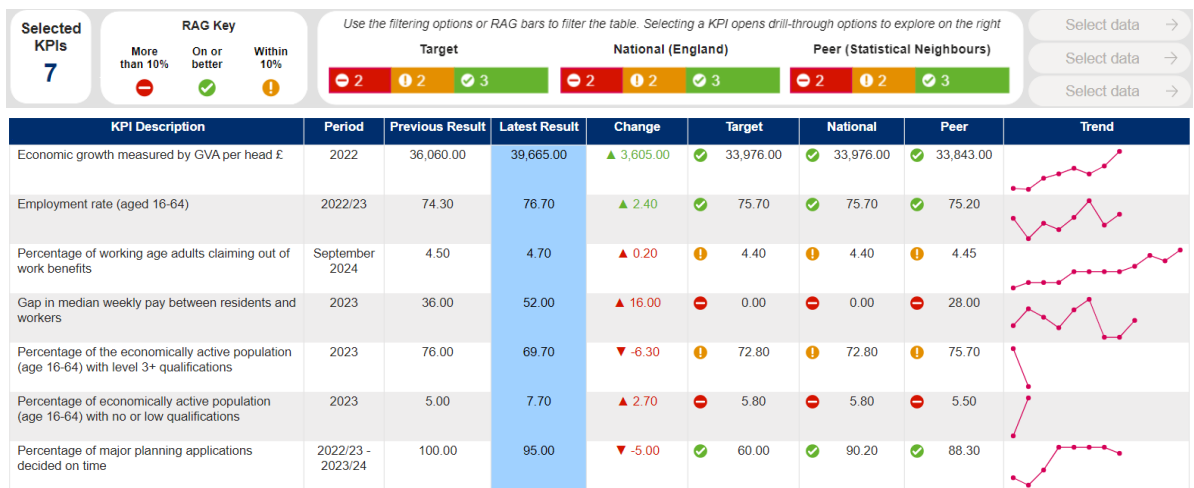 Selected
KPIs
7
RAG Key
More
than 10%
On or
better
Within
10%
Use the filtering options or RAG bars to filter the table. Selecting a KPI opens drill-through options to explore on the right
Target
National (England)
Peer (Statistical Neighbours)
2 2 3
2 2 3
2 2 3
Select data
Select data
Select data
KPI Description Period Previous Result Latest Result Change Target National Peer Trend
Economic growth measured by GVA per head £ 2022 36,060.00 39,665.00 ▲ 3,605.00 33,976.00 33,976.00 33,843.00
Employment rate (aged 16-64) 2022/23 74.30 76.70 ▲ 2.40 75.70 75.70 75.20
Percentage of working age adults claiming out of September 4.50 4.70 ▲ 0.20 4.40 4.40 4.45
work benefits 2024
Gap in median weekly pay between residents and 2023 36.00 52.00 ▲ 16.00 0.00 0.00 28.00
workers
Percentage of the economically active population 2023 76.00 69.70 ▼ -6.30 72.80 72.80 75.70
(age 16-64) with level 3+ qualifications
Percentage of economically active population 2023 5.00 7.70 ▲ 2.70 5.80 5.80 5.50
(age 16-64) with no or low qualifications
Percentage of major planning applications 2022/23 - 100.00 95.00 ▼ -5.00 60.00 90.20 88.30
decided on time 2023/24